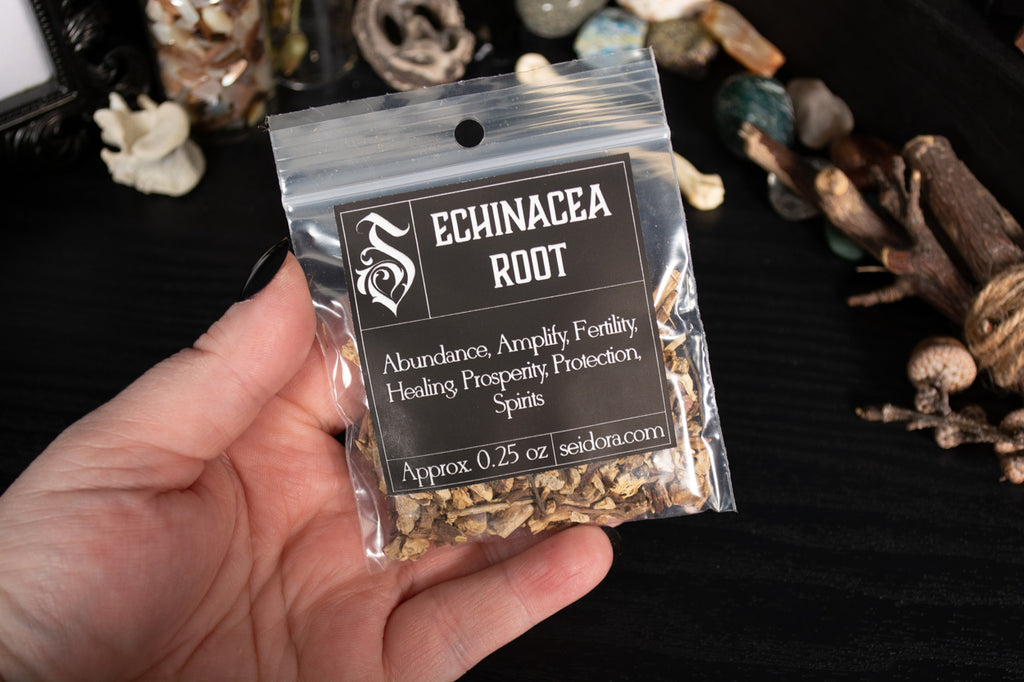 ECHINACEA
ROOT
Abundance, Amplify, Fertility,
Healing, Prosperity, Protection,
Spirits
Approx. 0.25 oz
seidora.com